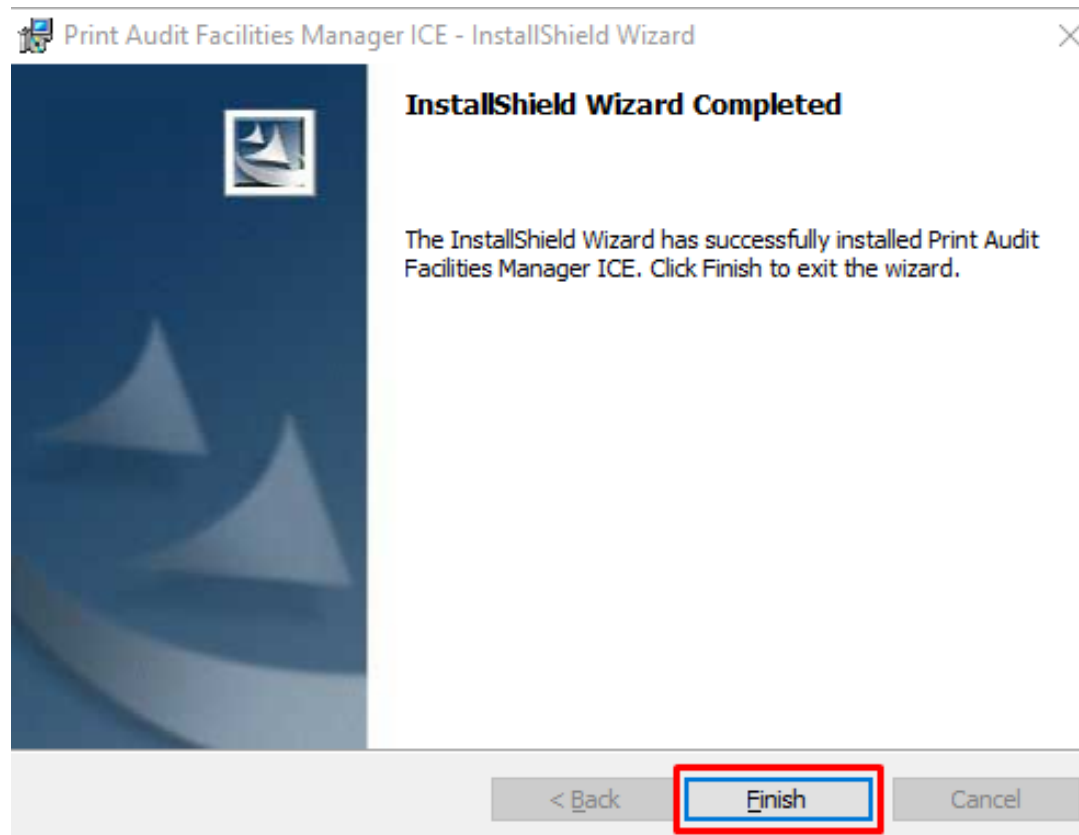 Print Audit Facilities Manager ICE - InstallShield Wizard
InstallShield Wizard Completed
The InstallShield Wizard has successfully installed Print Audit
Facilities Manager ICE. Click Finish to exit the wizard.
< Back Finish Cancel